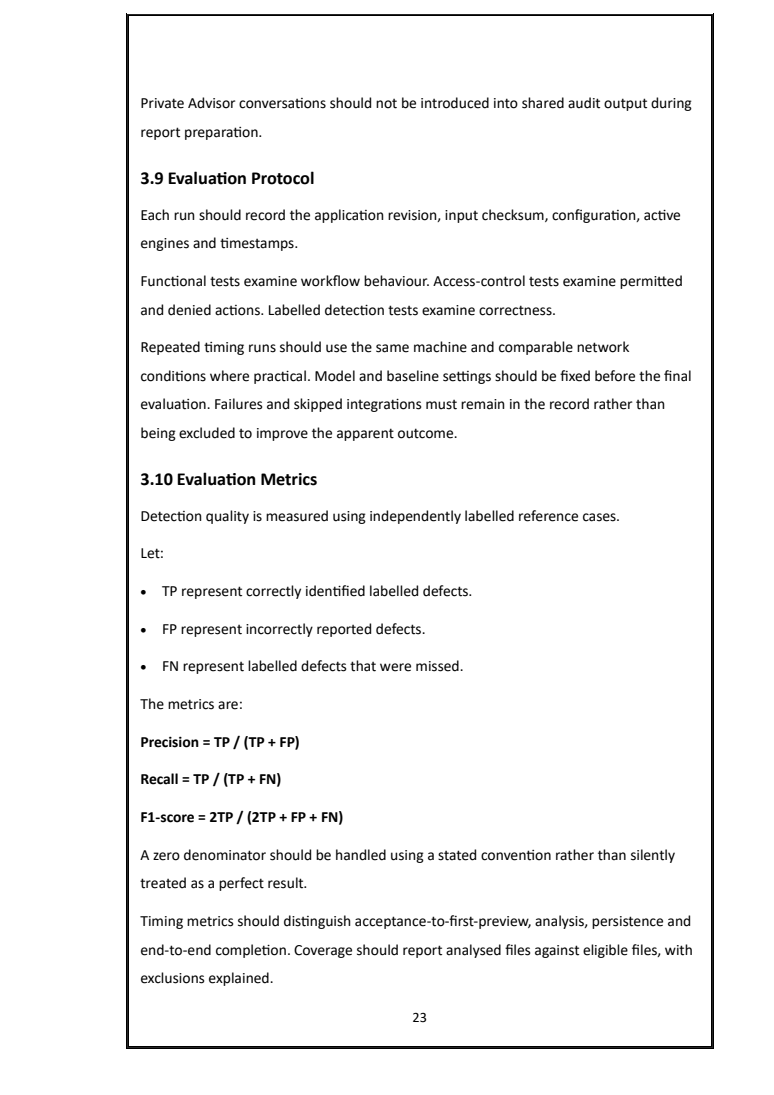 Private Advisor conversations should not be introduced into shared audit output during
report preparation.
3.9 Evaluation Protocol
Each run should record the application revision, input checksum, configuration, active
engines and timestamps.
Functional tests examine workflow behaviour. Access-control tests examine permitted
and denied actions. Labelled detection tests examine correctness.
Repeated timing runs should use the same machine and comparable network
conditions where practical. Model and baseline settings should be fixed before the final
evaluation. Failures and skipped integrations must remain in the record rather than
being excluded to improve the apparent outcome.
3.10 Evaluation Metrics
Detection quality is measured using independently labelled reference cases.
Let:
• TP represent correctly identified labelled defects.
• FP represent incorrectly reported defects.
• FN represent labelled defects that were missed.
The metrics are:
Precision = TP / (TP + FP)
Recall = TP / (TP + FN)
F1-score = 2TP / (2TP + FP + FN)
A zero denominator should be handled using a stated convention rather than silently
treated as a perfect result.
Timing metrics should distinguish acceptance-to-first-preview, analysis, persistence and
end-to-end completion. Coverage should report analysed files against eligible files, with
exclusions explained.
23